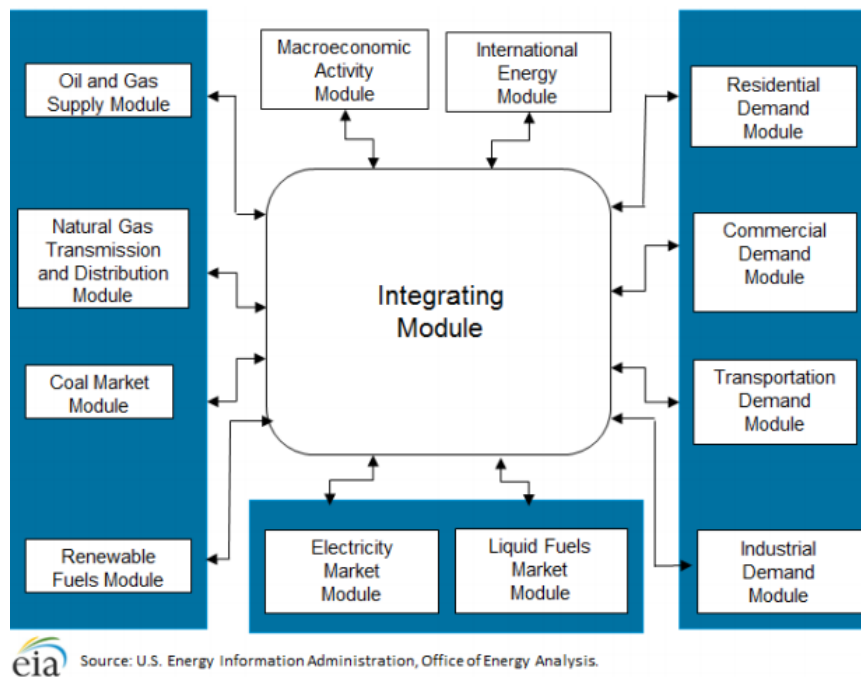 Macroeconomic
Activity
Module
International
Energy
Module
Oil and Gas
Supply Module
Natural Gas
Transmission
and Distribution
Module
Coal Market
Module
Renewable
Fuels Module
Integrating
Module
Residential
Demand
Module
Commercial
Demand
Module
Transportation
Demand
Module
Industrial
Demand
Module
Electricity
Market
Module
Liquid Fuels
Market
Module
eia
Source: U.S. Energy Information Administration, Office of Energy Analysis.